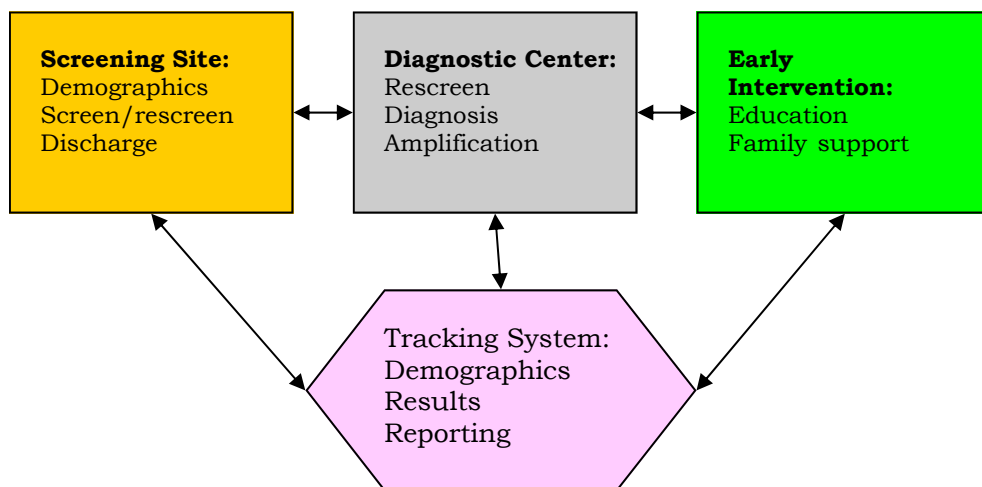 Screening Site:
Demographics
Screen/rescreen
Discharge
Diagnostic Center:
Rescreen
Diagnosis
Amplification
Early
Intervention:
Education
Family support
Tracking System:
Demographics
Results
Reporting